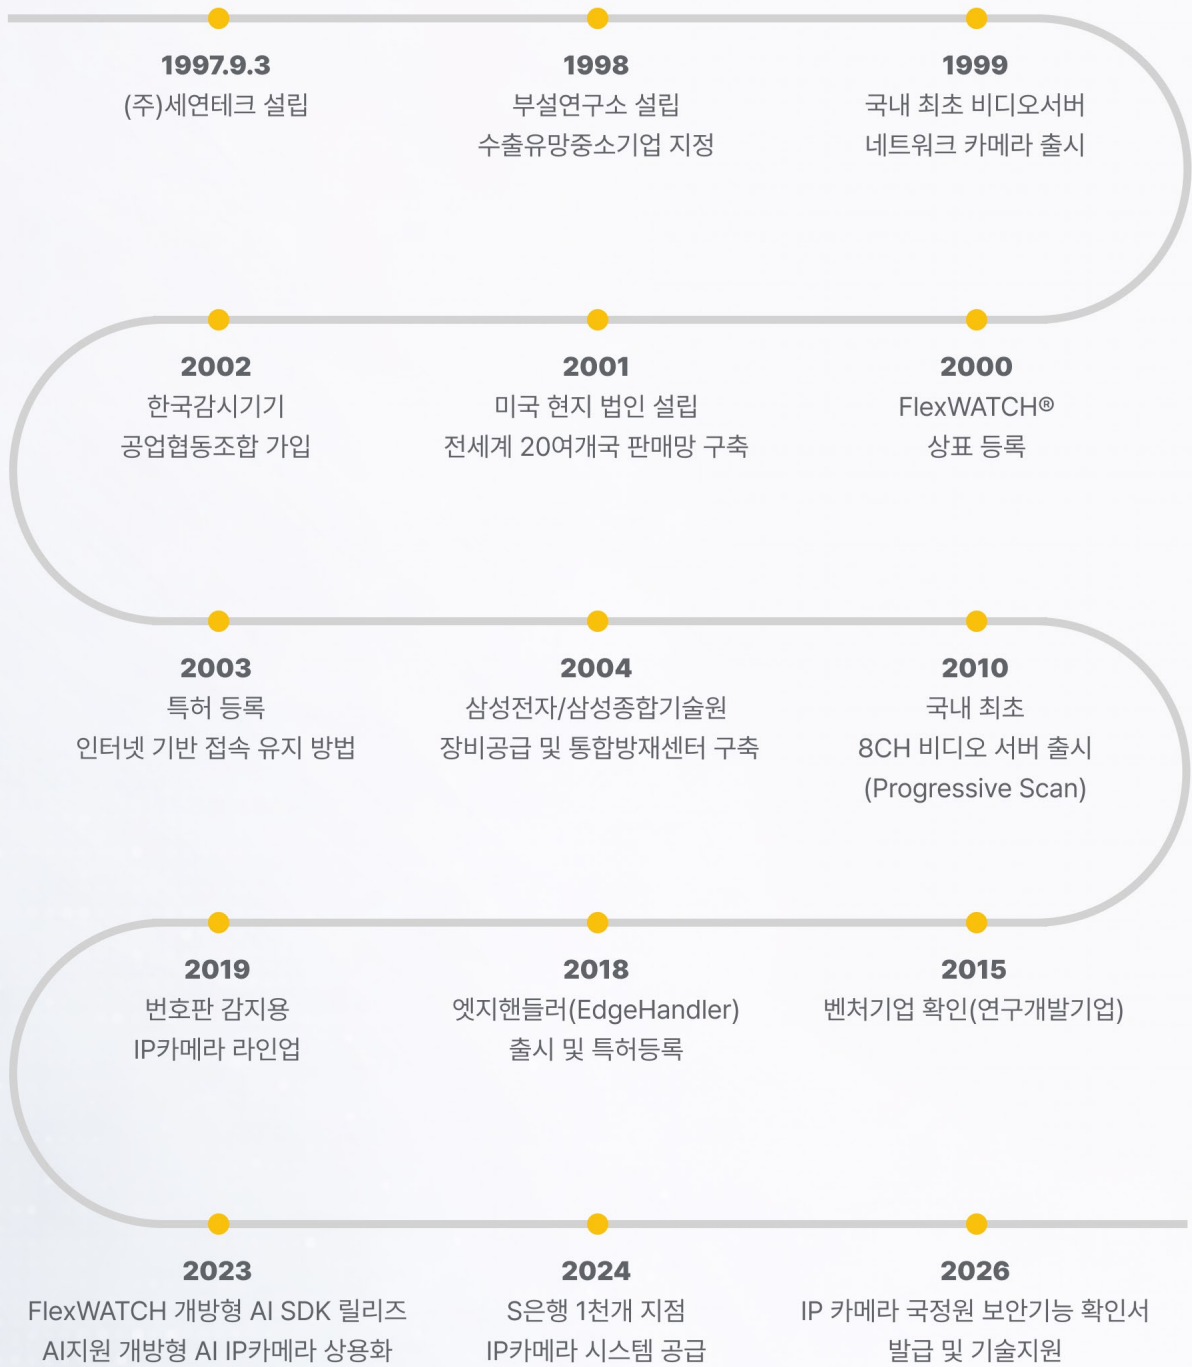 1997.9.3
(주)세연테크 설립
1998
부설연구소 설립
수출유망중소기업 지정
1999
국내 최초 비디오서버
네트워크 카메라 출시
2000
FlexWATCH®
상표 등록
2001
미국 현지 법인 설립
전세계 20여개국 판매망 구축
2002
한국감시기기
공업협동조합 가입
2003
특허 등록
인터넷 기반 접속 유지 방법
2004
삼성전자/삼성종합기술원
장비공급 및 통합방재센터 구축
2010
국내 최초
8CH 비디오 서버 출시
(Progressive Scan)
2015
벤처기업 확인(연구개발기업)
2018
엣지핸들러(EdgeHandler)
출시 및 특허등록
2019
번호판 감지용
IP카메라 라인업
2023
FlexWATCH 개방형 AI SDK 릴리즈
AI지원 개방형 AI IP카메라 상용화
2024
S은행 1천개 지점
IP카메라 시스템 공급
2026
IP 카메라 국정원 보안기능 확인서
발급 및 기술지원